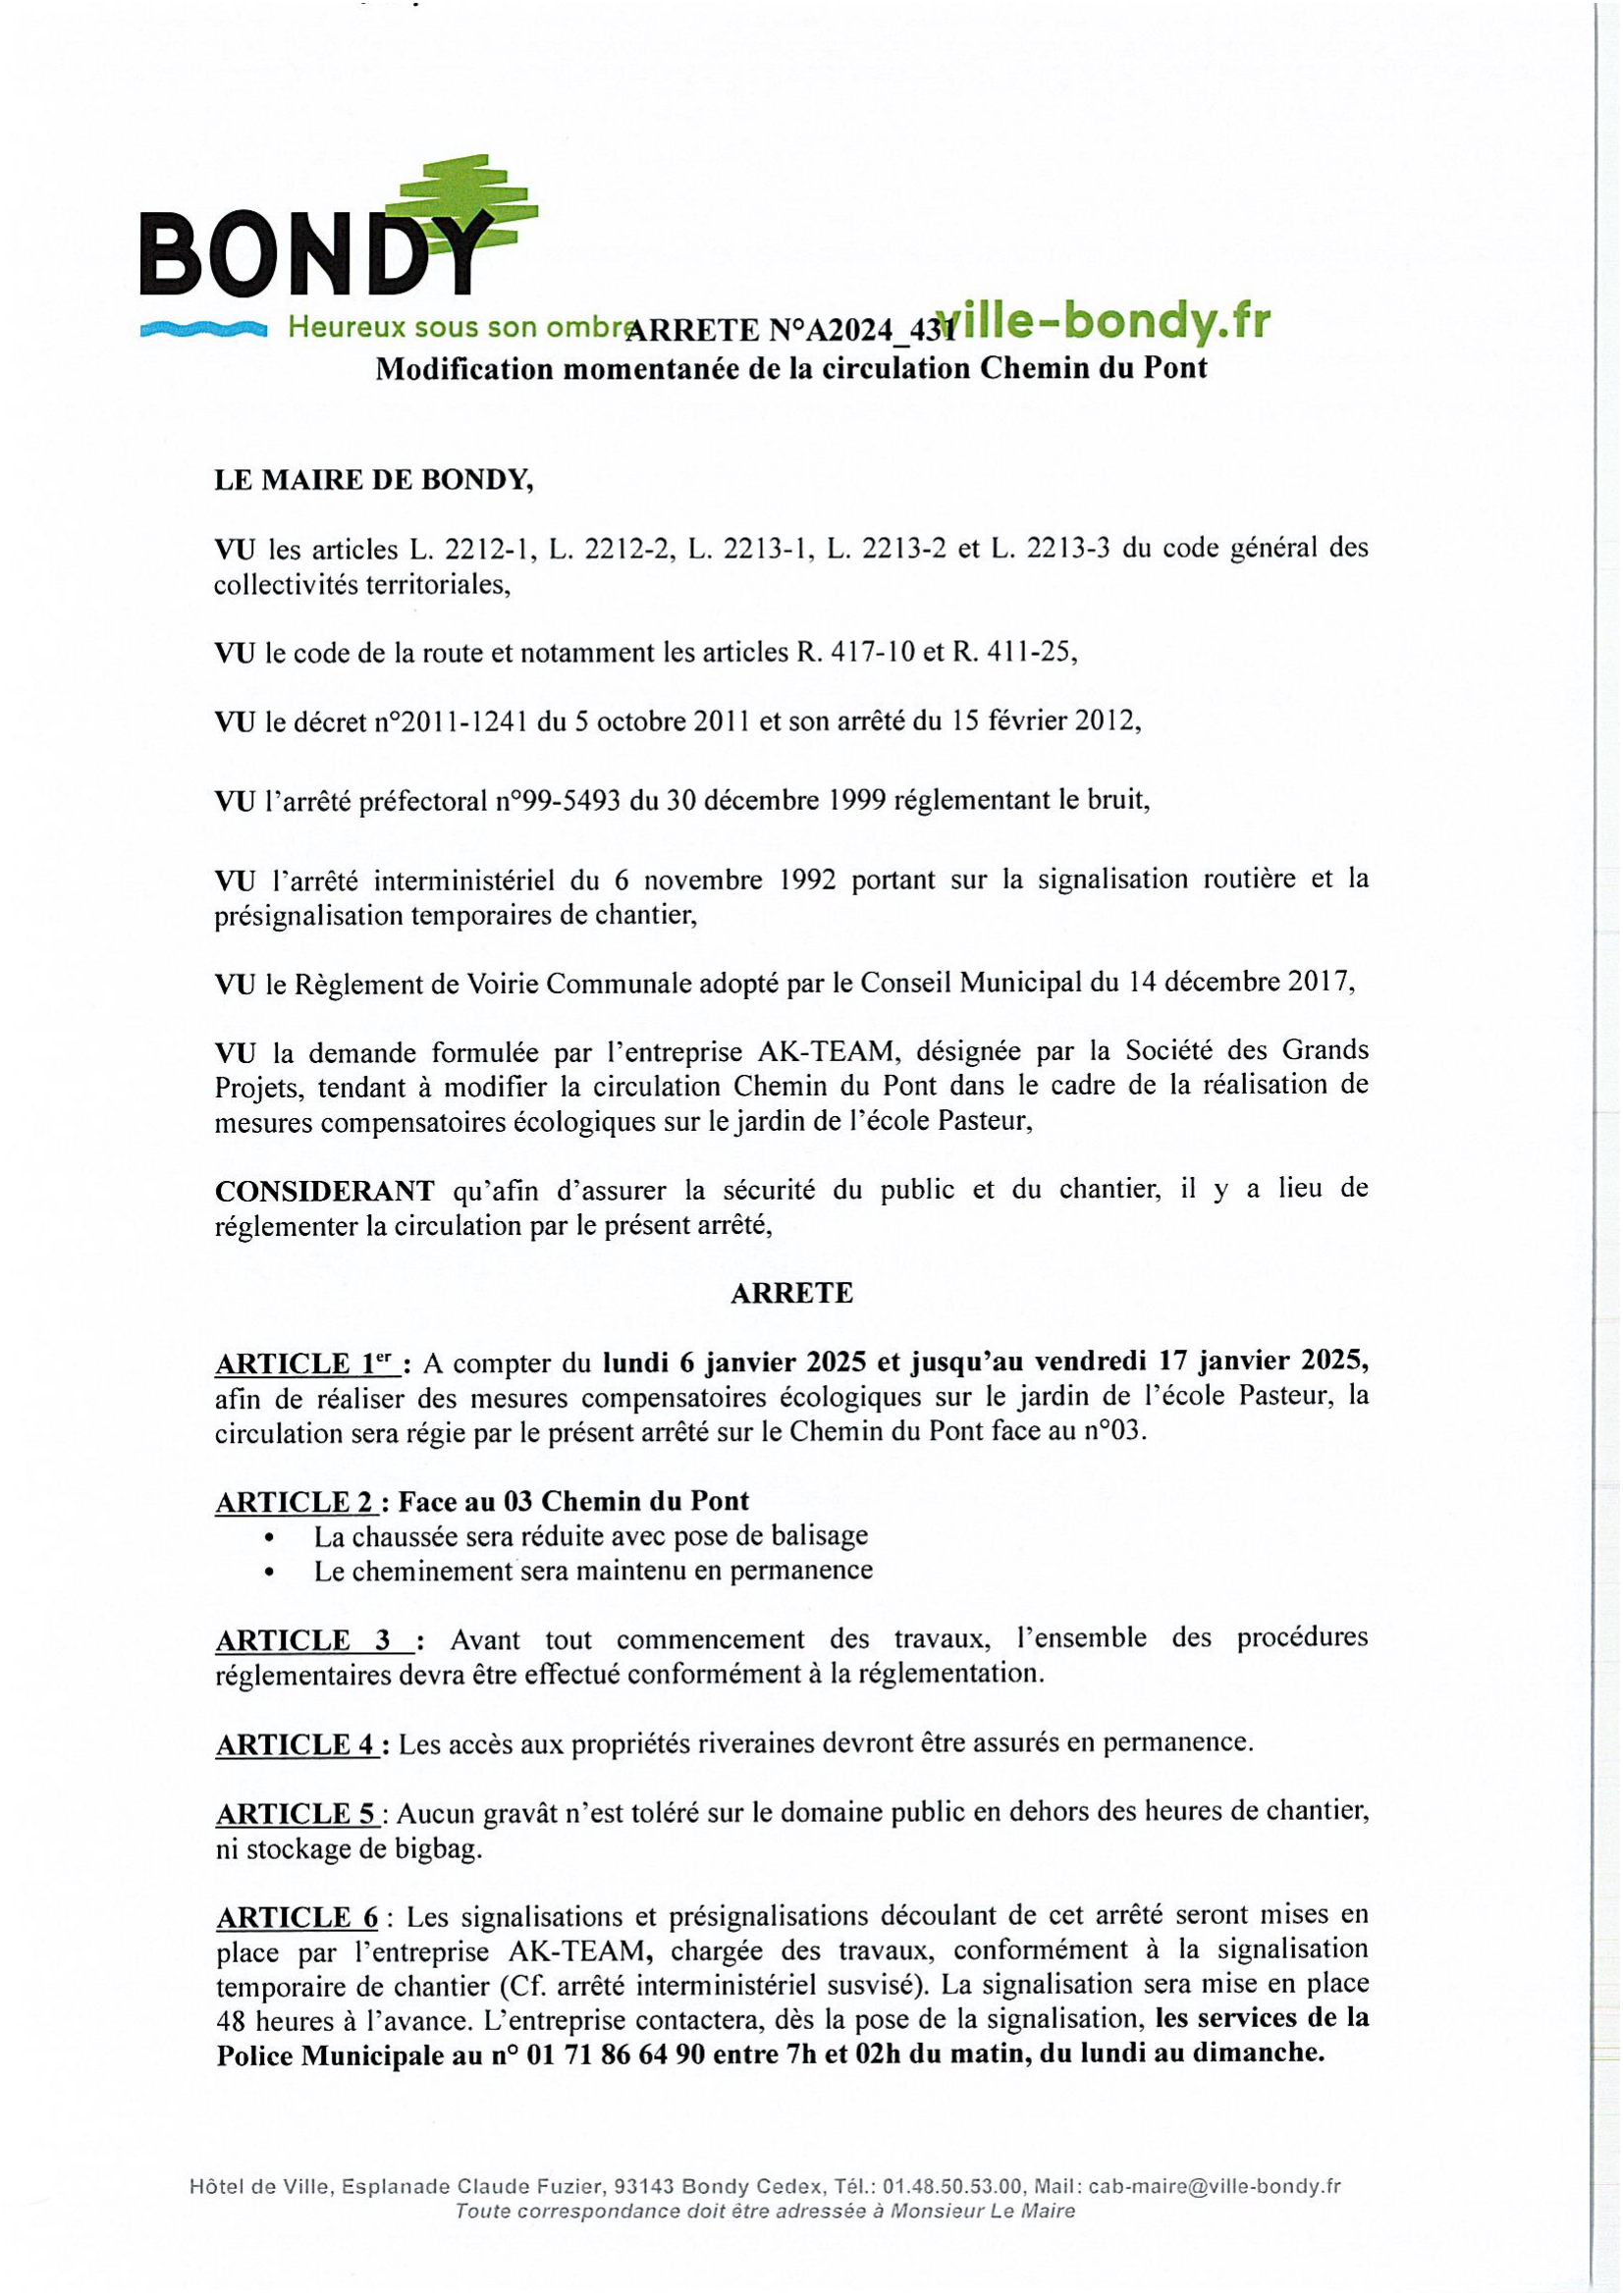 BONDY
Heureux sous son ombre
ville-bondy.fr
ARRETE N°A2024_431
Modification momentanée de la circulation Chemin du Pont
LE MAIRE DE BONDY,
VU les articles L. 2212-1, L. 2212-2, L. 2213-1, L. 2213-2 et L. 2213-3 du code général des
collectivités territoriales,
VU le code de la route et notamment les articles R. 417-10 et R. 411-25,
VU le décret n°2011-1241 du 5 octobre 2011 et son arrêté du 15 février 2012,
VU l'arrêté préfectoral n°99-5493 du 30 décembre 1999 réglementant le bruit,
VU l'arrêté interministériel du 6 novembre 1992 portant sur la signalisation routière et la
présignalisation temporaires de chantier,
VU le Règlement de Voirie Communale adopté par le Conseil Municipal du 14 décembre 2017,
VU la demande formulée par l'entreprise AK-TEAM, désignée par la Société des Grands
Projets, tendant à modifier la circulation Chemin du Pont dans le cadre de la réalisation de
mesures compensatoires écologiques sur le jardin de l'école Pasteur,
CONSIDERANT qu'afin d'assurer la sécurité du public et du chantier, il y a lieu de
réglementer la circulation par le présent arrêté,
ARRETE
ARTICLE 1er : A compter du lundi 6 janvier 2025 et jusqu'au vendredi 17 janvier 2025,
afin de réaliser des mesures compensatoires écologiques sur le jardin de l'école Pasteur, la
circulation sera régie par le présent arrêté sur le Chemin du Pont face au n°03.
ARTICLE 2 : Face au 03 Chemin du Pont
• La chaussée sera réduite avec pose de balisage
• Le cheminement sera maintenu en permanence
ARTICLE 3 : Avant tout commencement des travaux, l'ensemble des procédures
réglementaires devra être effectué conformément à la réglementation.
ARTICLE 4 : Les accès aux propriétés riveraines devront être assurés en permanence.
ARTICLE 5 : Aucun gravât n'est toléré sur le domaine public en dehors des heures de chantier,
ni stockage de bigbag.
ARTICLE 6 : Les signalisations et présignalisations découlant de cet arrêté seront mises en
place par l'entreprise AK-TEAM, chargée des travaux, conformément à la signalisation
temporaire de chantier (Cf. arrêté interministériel susvisé). La signalisation sera mise en place
48 heures à l'avance. L'entreprise contactera, dès la pose de la signalisation, les services de la
Police Municipale au n° 01 71 86 64 90 entre 7h et 02h du matin, du lundi au dimanche.
Hôtel de Ville, Esplanade Claude Fuzier, 93143 Bondy Cedex, Tél.: 01.48.50.53.00, Mail: cab-maire@ville-bondy.fr
Toute correspondance doit être adressée à Monsieur Le Maire